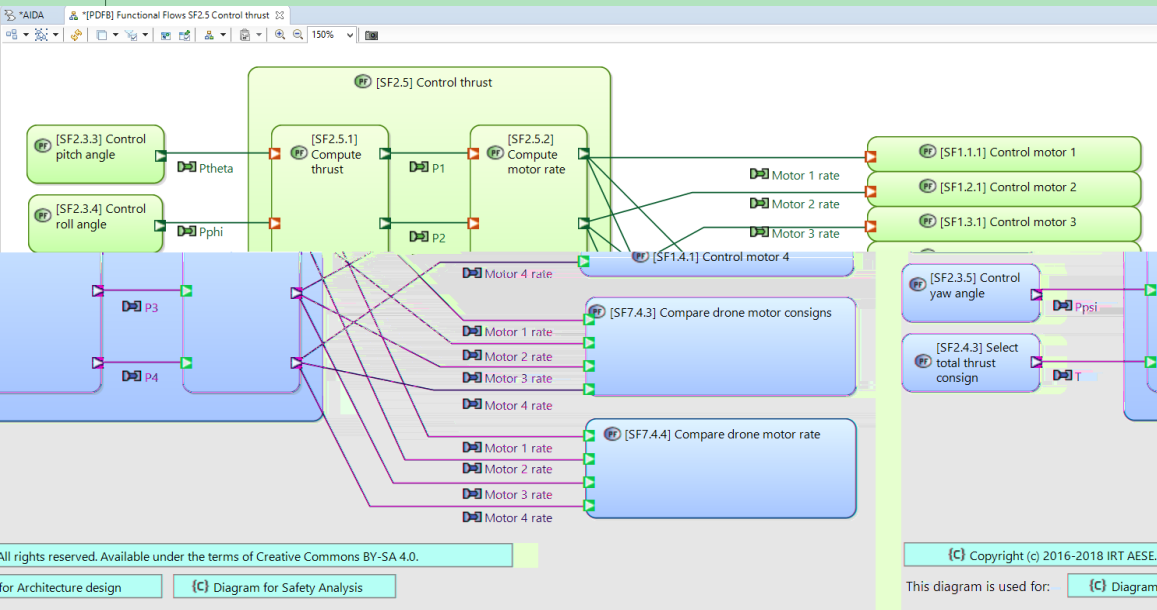 *AIDA
*[PDFB] Functional Flows SF2.5 Control thrust
150%
[SF2.5] Control thrust
[SF2.3.3] Control
pitch angle
Ptheta
[SF2.5.1]
Compute
thrust
P1
[SF2.5.2]
Compute
motor rate
[SF1.1.1] Control motor 1
Motor 1 rate
[SF1.2.1] Control motor 2
Motor 2 rate
[SF1.3.1] Control motor 3
Motor 3 rate
[SF2.3.4] Control
roll angle
Pphi
P2
[SF1.4.1] Control motor 4
Motor 4 rate
P3
P4
[SF7.4.3] Compare drone motor consigns
Motor 1 rate
Motor 2 rate
Motor 3 rate
Motor 4 rate
[SF7.4.4] Compare drone motor rate
Motor 1 rate
Motor 2 rate
Motor 3 rate
Motor 4 rate
[SF2.3.5] Control
yaw angle
Ppsi
[SF2.4.3] Select
total thrust
consign
T
All rights reserved. Available under the terms of Creative Commons BY-SA 4.0.
{C} Copyright (c) 2016-2018 IRT AESE.
for Architecture design
{C} Diagram for Safety Analysis
This diagram is used for:
{C} Diagram